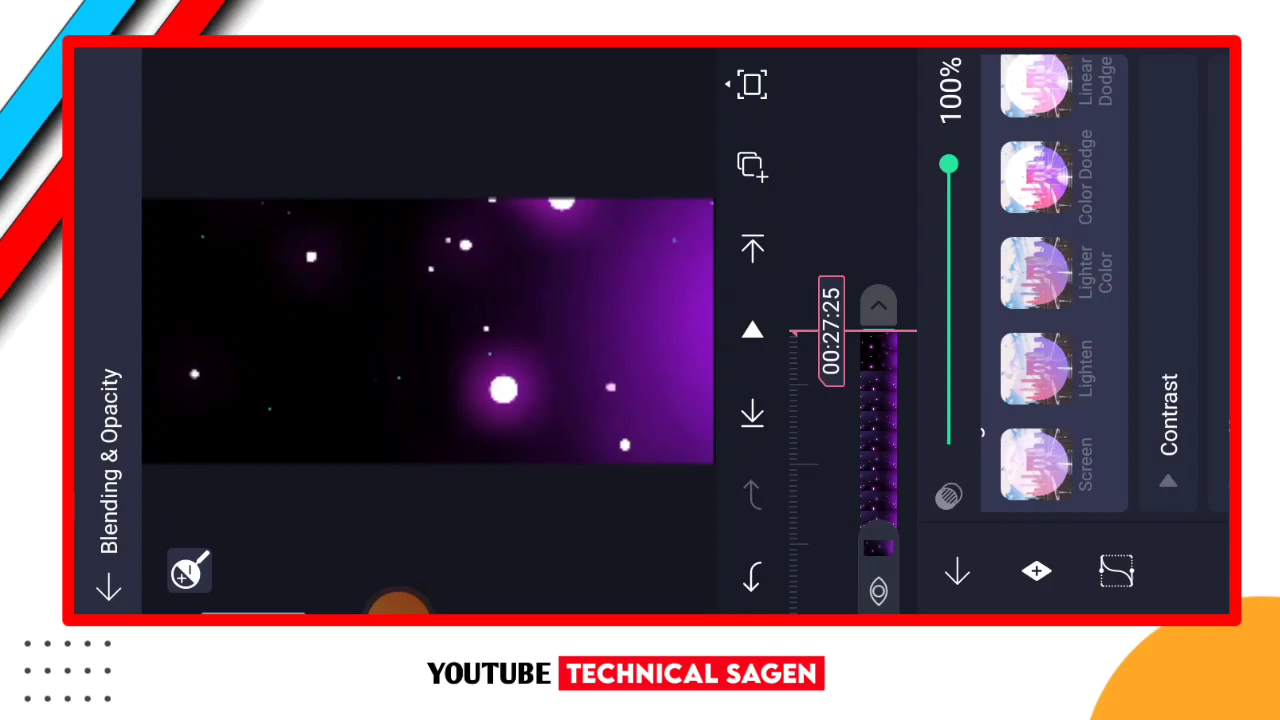 Blending & Opacity
00:27:25
100%
Screen
Lighten
Lighter
Color
Color Dodge
Linear
Dodge
Contrast
YOUTUBE TECHNICAL SAGEN